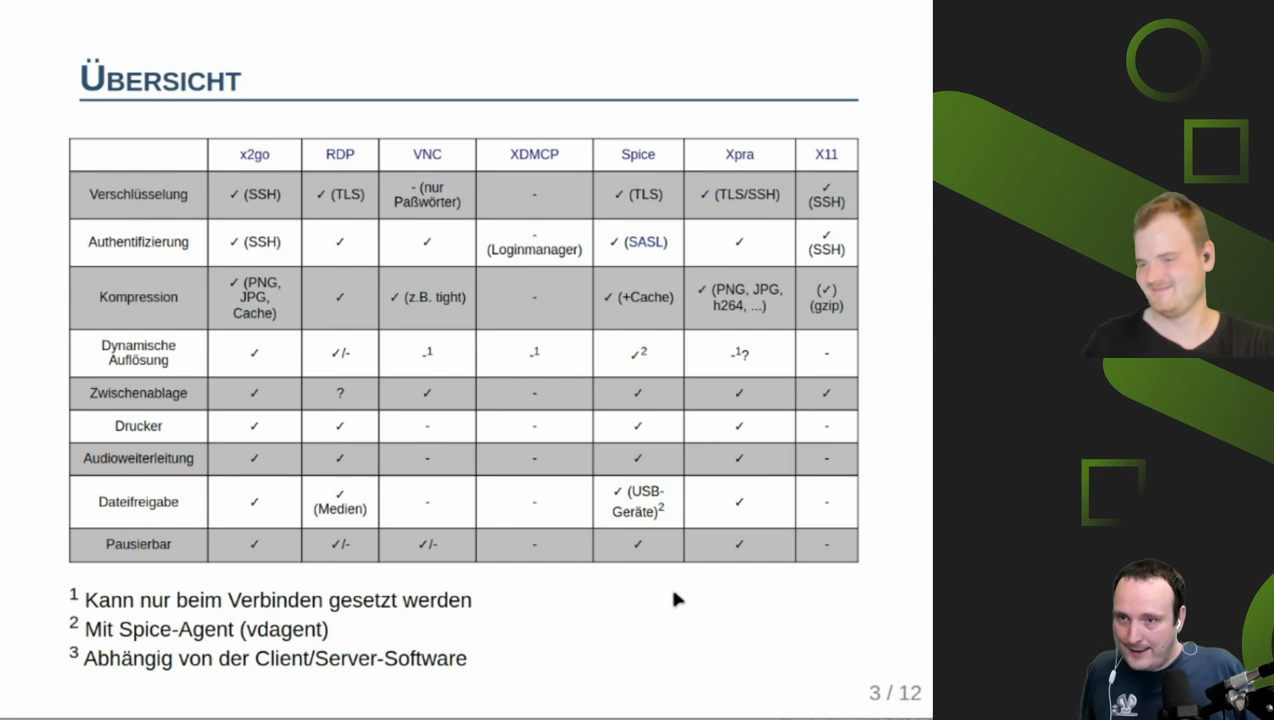 Übersicht
x2go RDP VNC XDMCP Spice Xpra X11
Verschlüsselung ✓ (SSH) ✓ (TLS) - (nur Paßwörter) - ✓ (TLS) ✓ (TLS/SSH) ✓ (SSH)
Authentifizierung ✓ (SSH) ✓ ✓ - (Loginmanager) ✓ (SASL) ✓ ✓ (SSH)
Kompression ✓ (PNG, JPG, Cache) ✓ ✓ (z.B. tight) - ✓ (+Cache) ✓ (PNG, JPG, h264, ...) (✓) (gzip)
Dynamische Auflösung ✓ ✓/- -¹ -¹ ✓² -¹? -
Zwischenablage ✓ ? ✓ - ✓ ✓ ✓
Drucker ✓ ✓ - - ✓ ✓ -
Audioweiterleitung ✓ ✓ - - ✓ ✓ -
Dateifreigabe ✓ ✓ (Medien) - - ✓ (USB-Geräte)² ✓ -
Pausierbar ✓ ✓/- ✓/- - ✓ ✓ -
¹ Kann nur beim Verbinden gesetzt werden
² Mit Spice-Agent (vdagent)
³ Abhängig von der Client/Server-Software
3 / 12